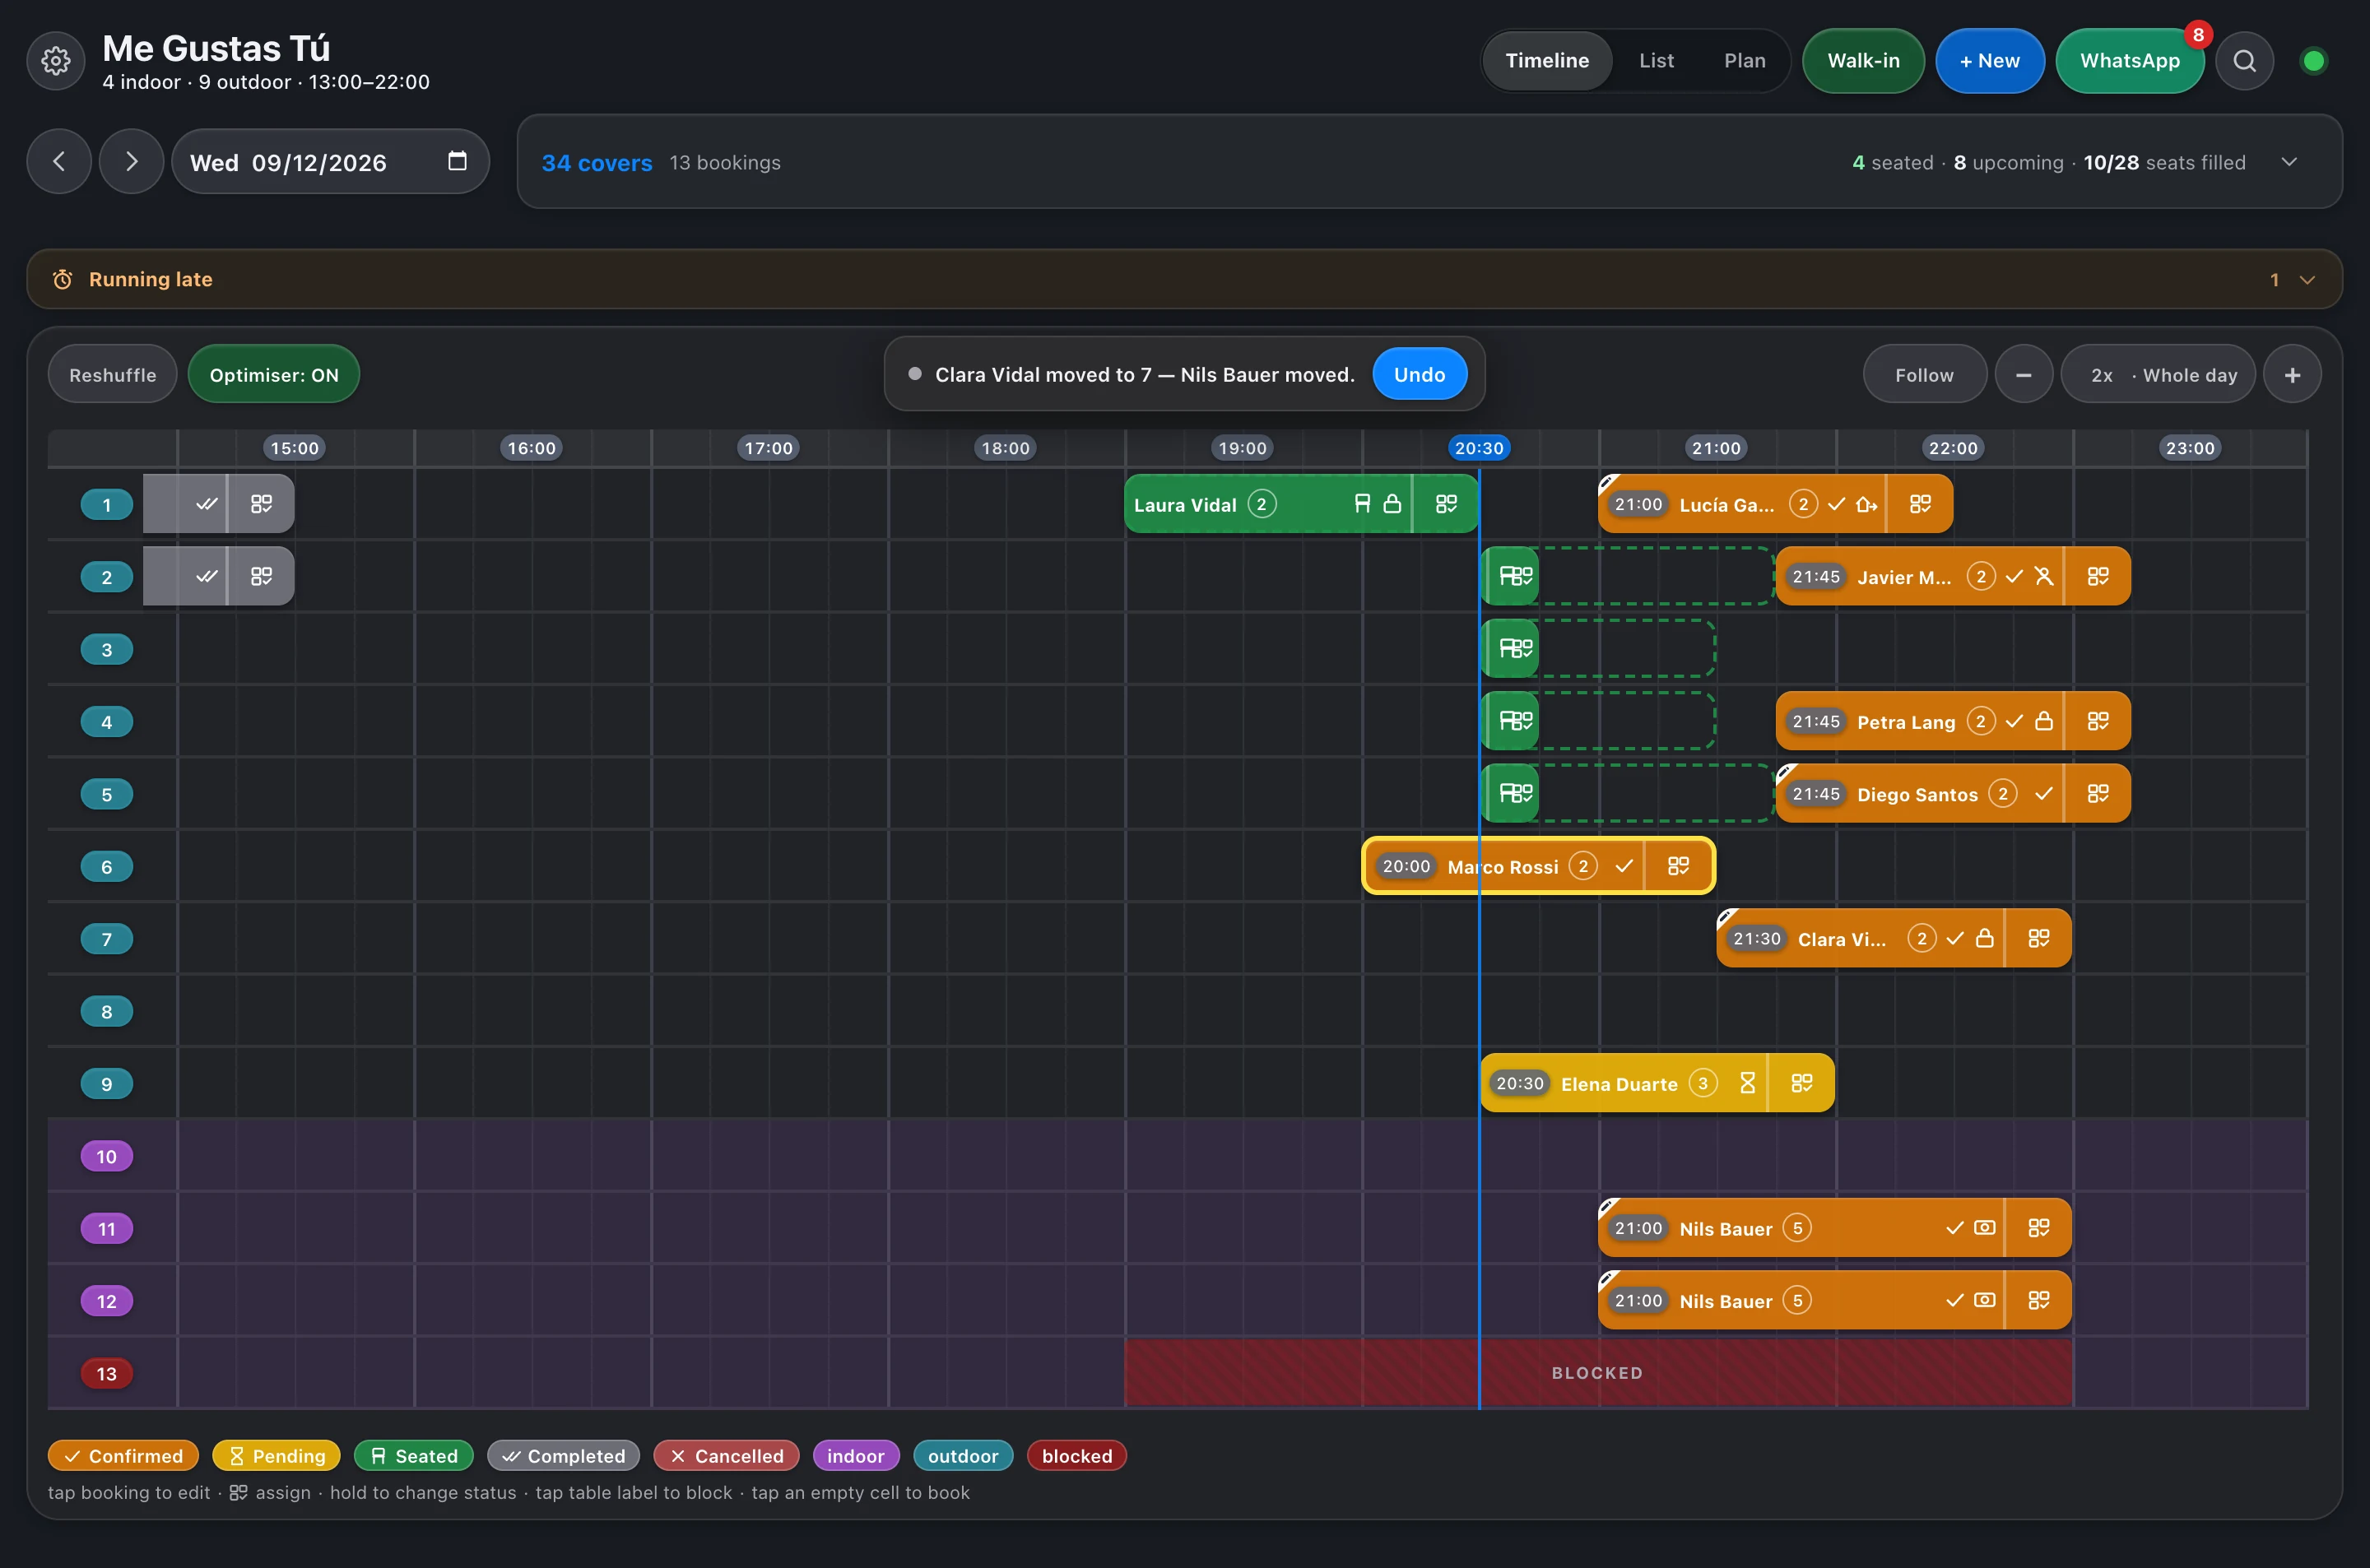 Me Gustas Tú
4 indoor · 9 outdoor · 13:00–22:00
Timeline
List
Plan
Walk-in
+ New
WhatsApp
8
Wed 09/12/2026
34 covers 13 bookings
4 seated · 8 upcoming · 10/28 seats filled
Running late
1
Reshuffle
Optimiser: ON
Clara Vidal moved to 7 — Nils Bauer moved.
Undo
Follow
−
2x · Whole day
+
15:00 16:00 17:00 18:00 19:00 20:30 21:00 22:00 23:00
1 Laura Vidal 2 21:00 Lucía Ga... 2
2 21:45 Javier M... 2
3
4 21:45 Petra Lang 2
5 21:45 Diego Santos 2
6 20:00 Marco Rossi 2
7 21:30 Clara Vi... 2
8
9 20:30 Elena Duarte 3
10
11 21:00 Nils Bauer 5
12 21:00 Nils Bauer 5
13 BLOCKED
Confirmed Pending Seated Completed Cancelled indoor outdoor blocked
tap booking to edit · assign · hold to change status · tap table label to block · tap an empty cell to book